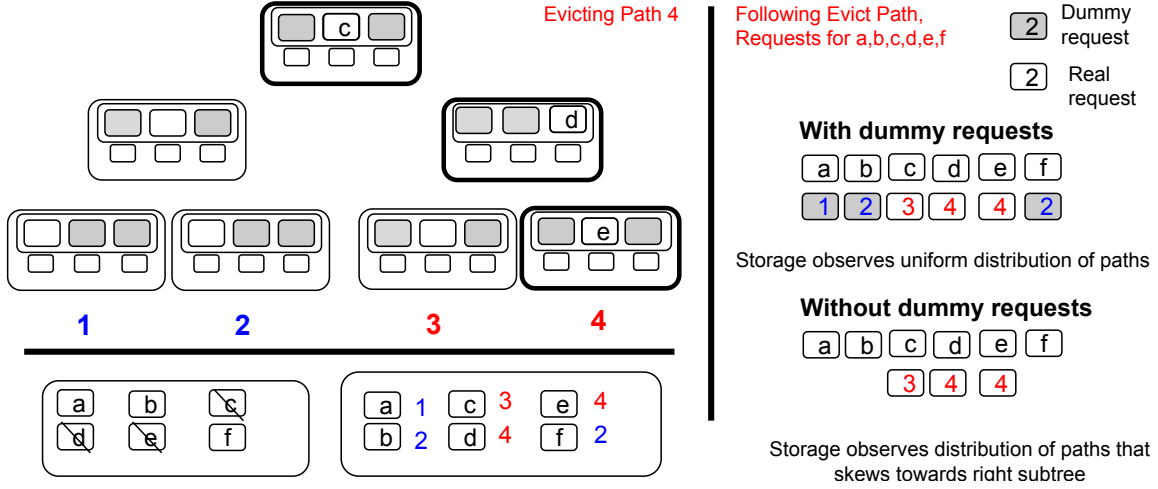 Evicting Path 4
c
d
e
1 2 3 4
a b c
d e f
a 1 c 3 e 4
b 2 d 4 f 2
Following Evict Path,
Requests for a,b,c,d,e,f
2 Dummy
request
2 Real
request
With dummy requests
a b c d e f
1 2 3 4 4 2
Storage observes uniform distribution of paths
Without dummy requests
a b c d e f
3 4 4
Storage observes distribution of paths that
skews towards right subtree